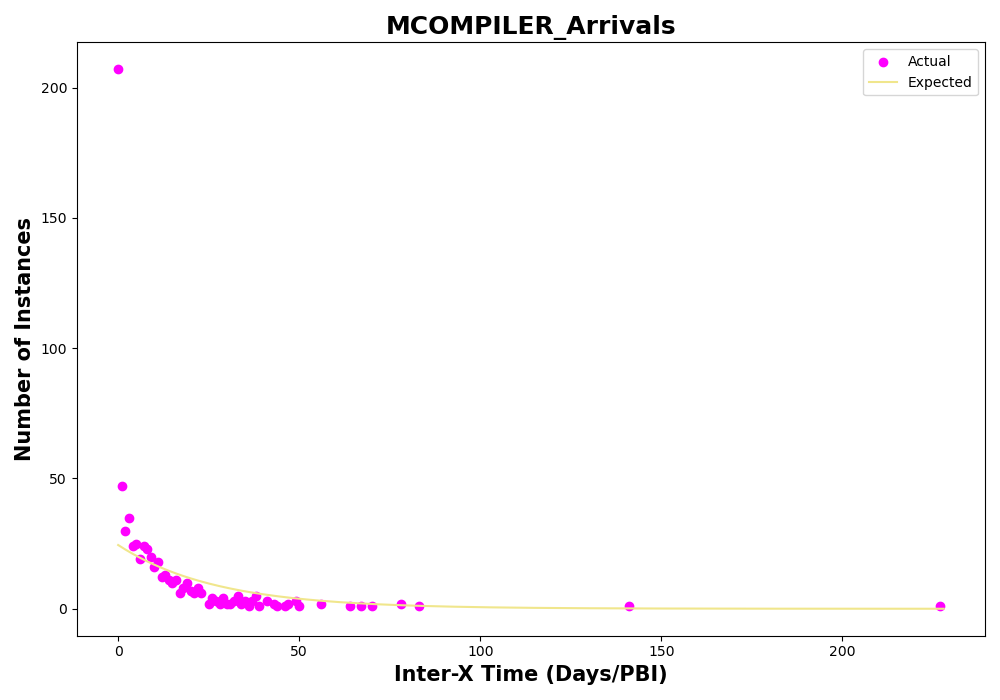 MCOMPILER_Arrivals
Actual
Expected
Number of Instances
200
150
100
50
0
0
50
100
150
200
Inter-X Time (Days/PBI)